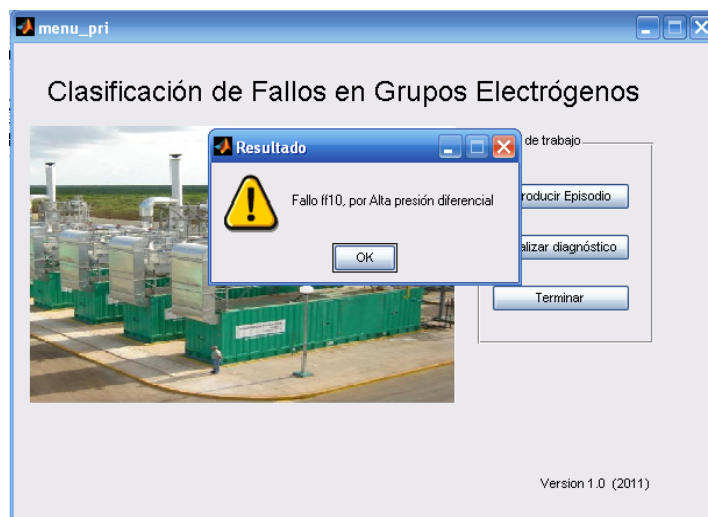 menu_pri
Clasificación de Fallos en Grupos Electrógenos
Resultado
de trabajo
Fallo ff10, por Alta presión diferencial
roducir Episodio
OK
alizar diagnóstico
Terminar
Version 1.0 (2011)